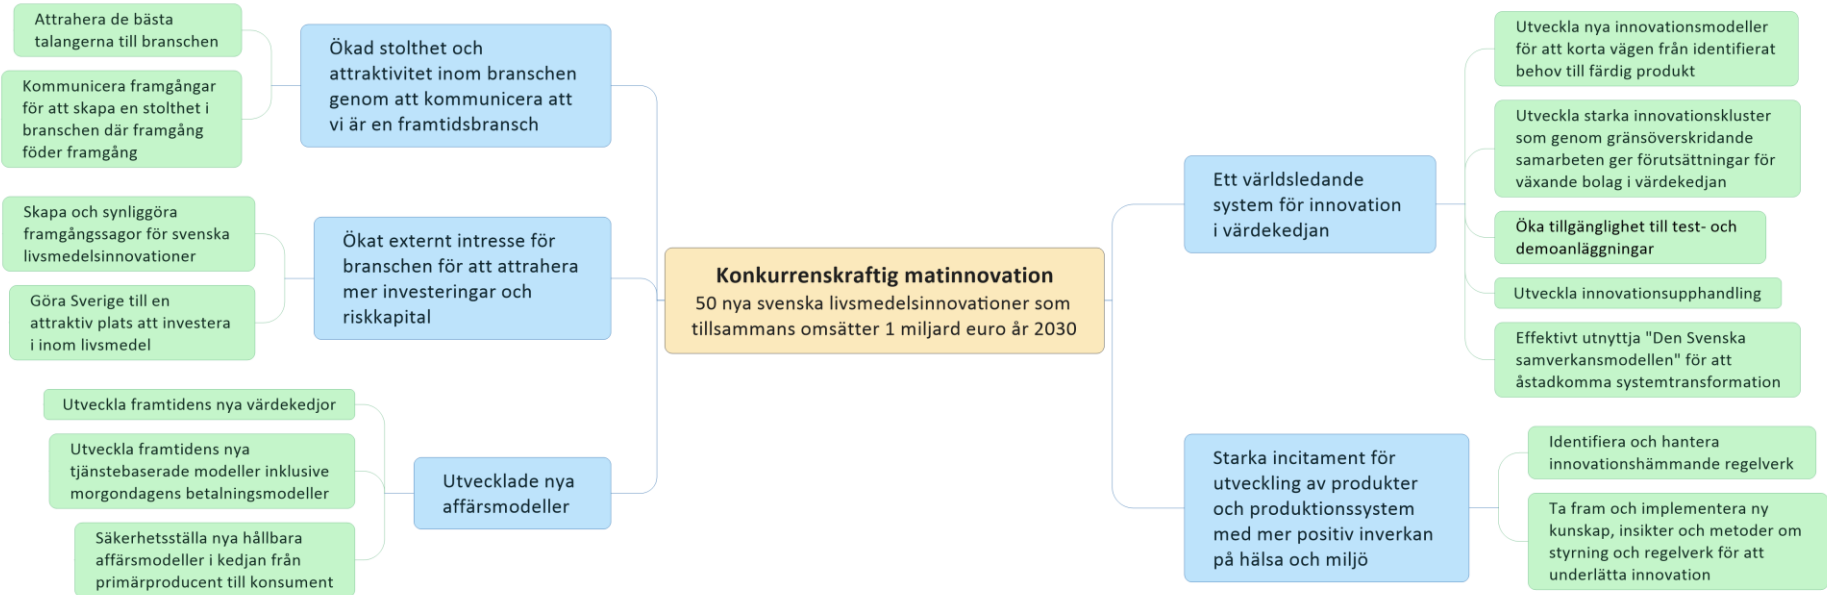 Attrahera de bästa
talangerna till branschen
Kommunicera framgångar
för att skapa en stolthet i
branschen där framgång
föder framgång
Ökad stolthet och
attraktivitet inom branschen
genom att kommunicera att
vi är en framtidsbransch
Skapa och synliggöra
framgångssagor för svenska
livsmedelsinnovationer
Göra Sverige till en
attraktiv plats att investera
i inom livsmedel
Ökat externt intresse för
branschen för att attrahera
mer investeringar och
riskkapital
Utveckla framtidens nya värdekedjor
Utveckla framtidens nya
tjänstebaserade modeller inklusive
morgondagens betalningsmodeller
Säkerhetsställa nya hållbara
affärsmodeller i kedjan från
primärproducent till konsument
Utvecklade nya
affärsmodeller
Konkurrenskraftig matinnovation
50 nya svenska livsmedelsinnovationer som
tillsammans omsätter 1 miljard euro år 2030
Ett världsledande
system för innovation
i värdekedjan
Utveckla nya innovationsmodeller
för att korta vägen från identifierat
behov till färdig produkt
Utveckla starka innovationskluster
som genom gränsöverskridande
samarbeten ger förutsättningar för
växande bolag i värdekedjan
Öka tillgänglighet till test- och
demoanläggningar
Utveckla innovationsupphandling
Effektivt utnyttja "Den Svenska
samverkansmodellen" för att
åstadkomma systemtransformation
Starka incitament för
utveckling av produkter
och produktionssystem
med mer positiv inverkan
på hälsa och miljö
Identifiera och hantera
innovationshämmande regelverk
Ta fram och implementera ny
kunskap, insikter och metoder om
styrning och regelverk för att
underlätta innovation